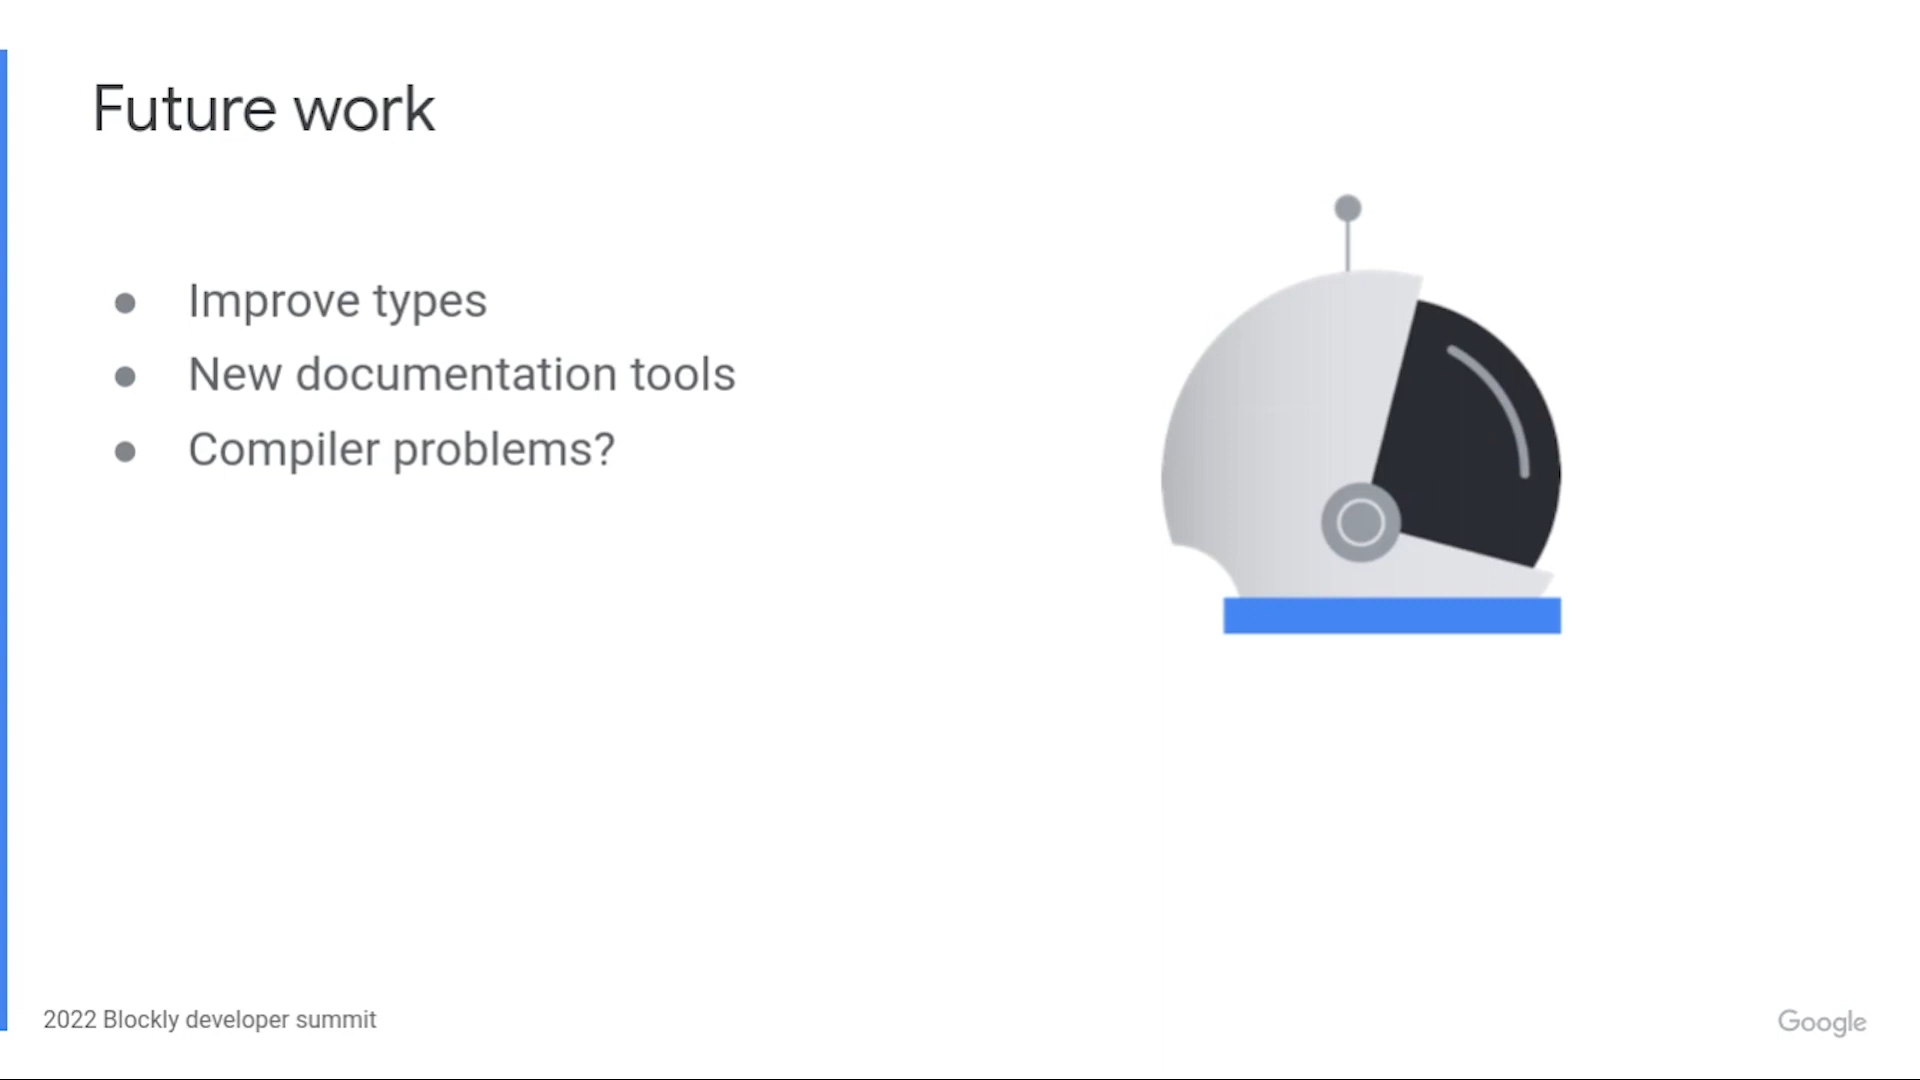 Future work
Improve types
New documentation tools
Compiler problems?
2022 Blockly developer summit
Google